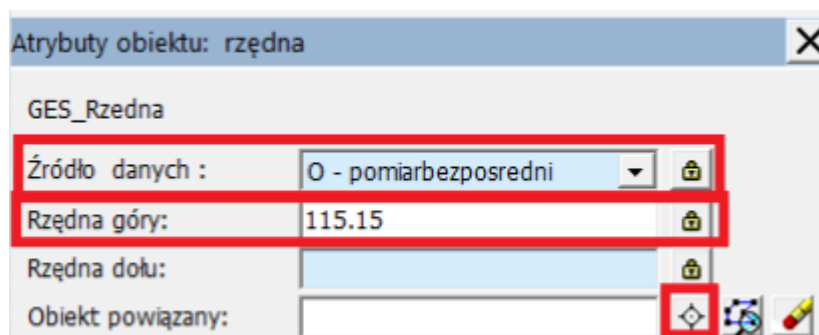 Atrybuty obiektu: rzędna
GES_Rzedna
Źródło danych : O - pomiarbezposredni
Rzędna góry: 115.15
Rzędna dołu:
Obiekt powiązany: